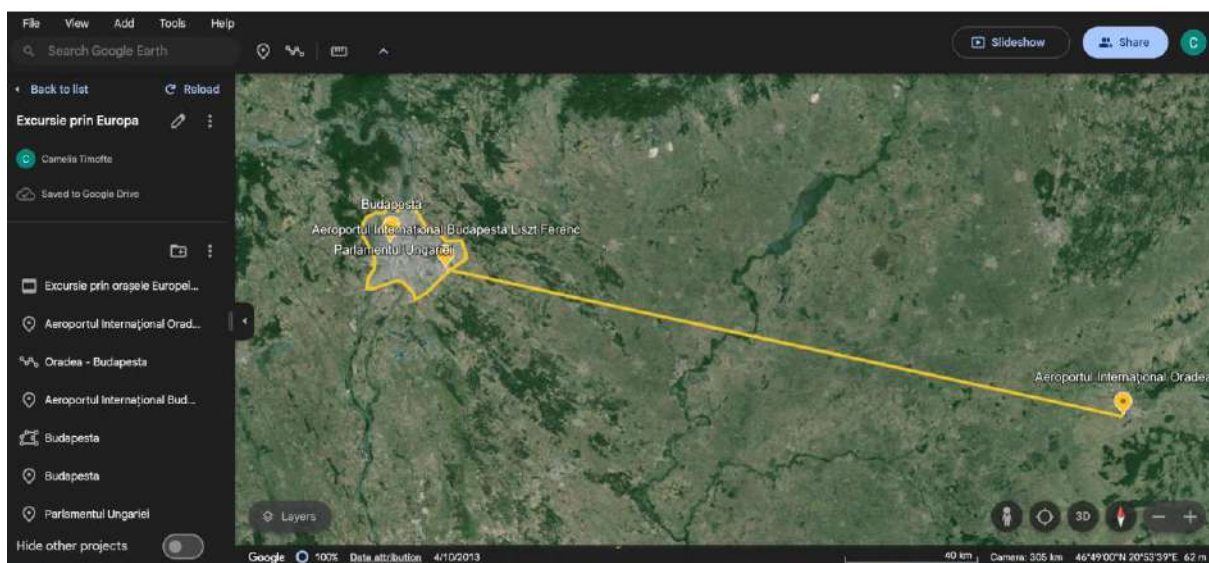 File View Add Tools Help
Search Google Earth
Slideshow
Share
C
Back to list
Reload
Excursie prin Europa
C Camelia Timofte
Saved to Google Drive
Excursie prin orașele Europei...
Aeroportul Internațional Orad...
Oradea - Budapesta
Aeroportul Internațional Bud...
Budapesta
Budapesta
Parlamentul Ungariei
Hide other projects
Budapesta
Aeroportul Internațional Budapesta Liszt Ferenc
Parlamentul Ungariei
Aeroportul Internațional Oradea
Layers
3D
Google 100% Data attribution 4/10/2013
40 km Camera: 305 km 46°49'00"N 20°53'39"E 62 m